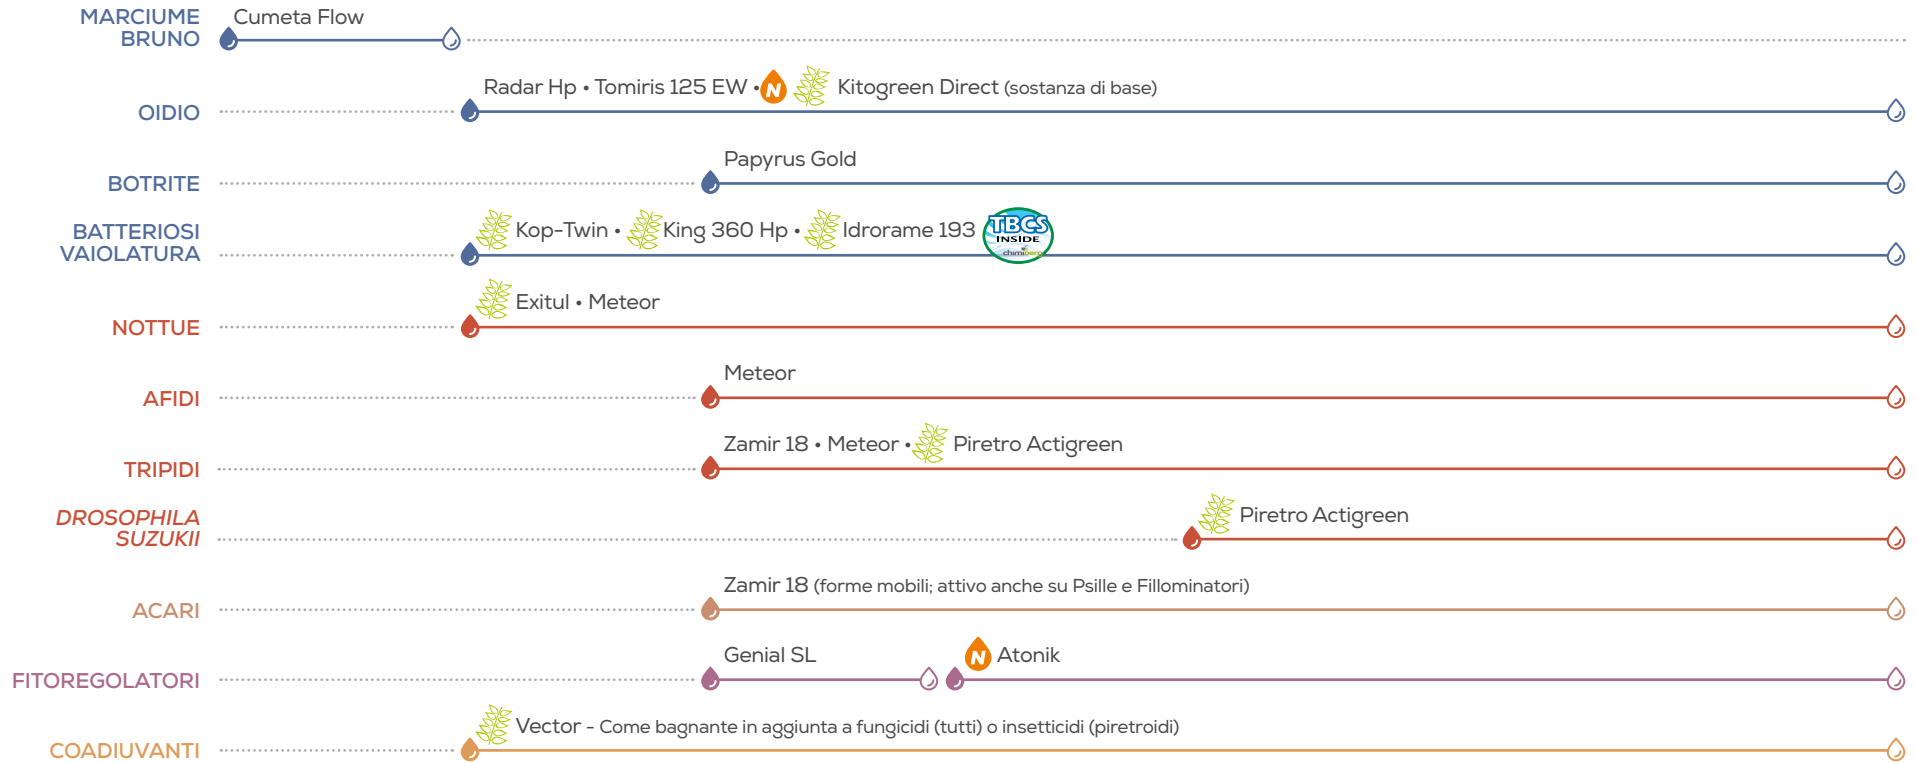 MARCIUME
BRUNO
Cumeta Flow
OIDIO
Radar Hp • Tomiris 125 EW • N Kitogreen Direct (sostanza di base)
BOTRITE
Papyrus Gold
BATTERIOSI
VAIOLATURA
Kop-Twin • King 360 Hp • Idrorame 193
TBCS
INSIDE
chimiberg
NOTTUE
Exitul • Meteor
AFIDI
Meteor
TRIPIDI
Zamir 18 • Meteor • Piretro Actigreen
DROSOPHILA
SUZUKII
Piretro Actigreen
ACARI
Zamir 18 (forme mobili; attivo anche su Psille e Fillominatori)
FITOREGOLATORI
Genial SL
N Atonik
COADIUVANTI
Vector - Come bagnante in aggiunta a fungicidi (tutti) o insetticidi (piretroidi)